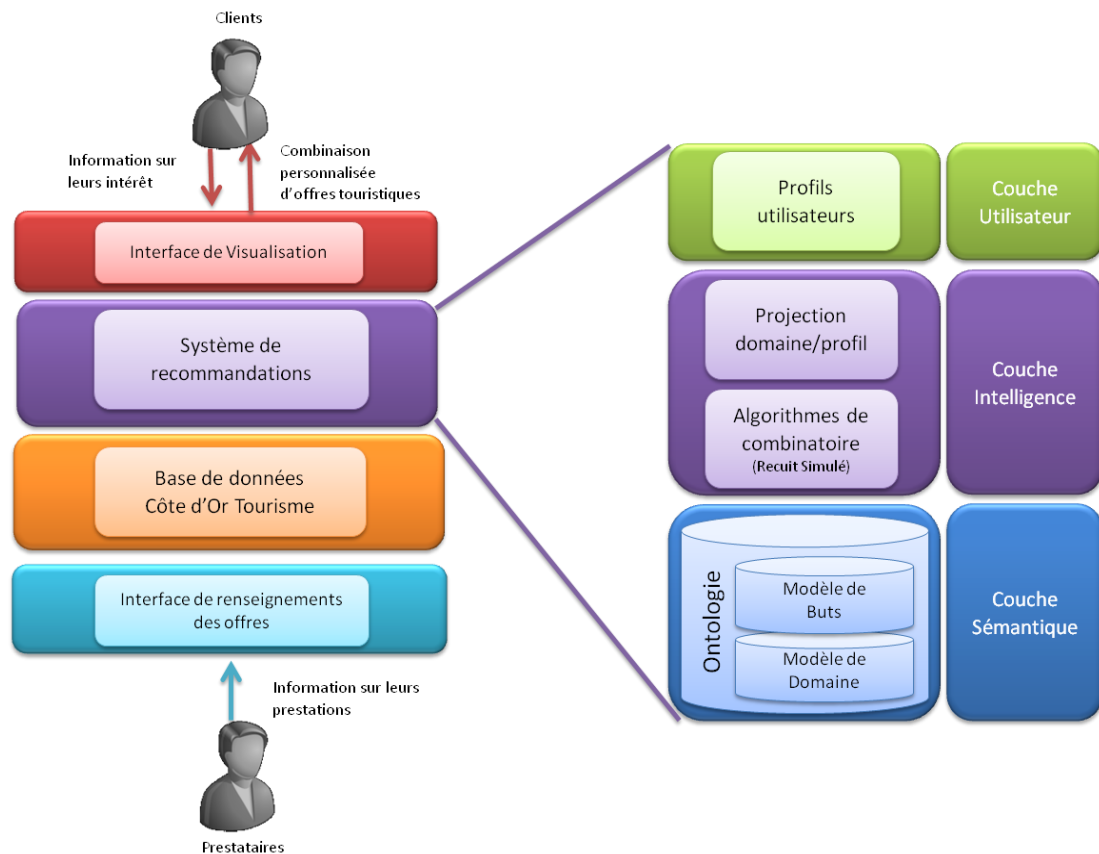 Clients
Information sur
leurs intérêt
Combinaison
personnalisée
d'offres touristiques
Interface de Visualisation
Système de
recommandations
Base de données
Côte d'Or Tourisme
Interface de renseignements
des offres
Information sur leurs
prestations
Prestataires
Profils
utilisateurs
Couche
Utilisateur
Projection
domaine/profil
Algorithmes de
combinatoire
(Recuit Simulé)
Couche
Intelligence
Ontologie
Modèle de
Buts
Modèle de
Domaine
Couche
Sémantique